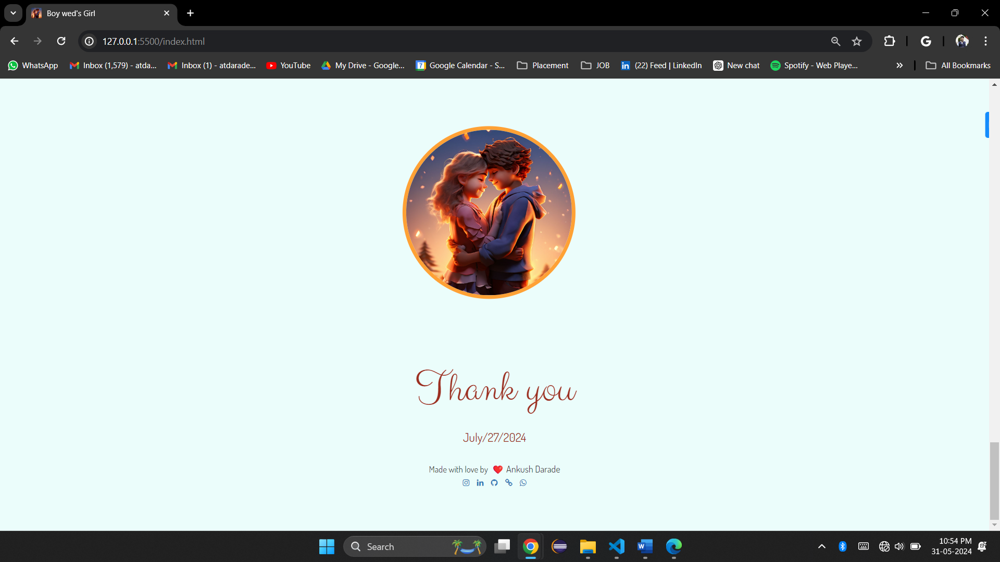 Boy wed's Girl
127.0.0.1:5500/index.html
WhatsApp
Inbox (1,579) - atda...
Inbox (1) - atdarade...
YouTube
My Drive - Google...
7
Google Calendar - S...
Placement
JOB
in
(22) Feed | LinkedIn
New chat
Spotify - Web Playe...
All Bookmarks
Thank you
July/27/2024
Made with love by ❤️ Ankush Darade
Search
10:54 PM
31-05-2024